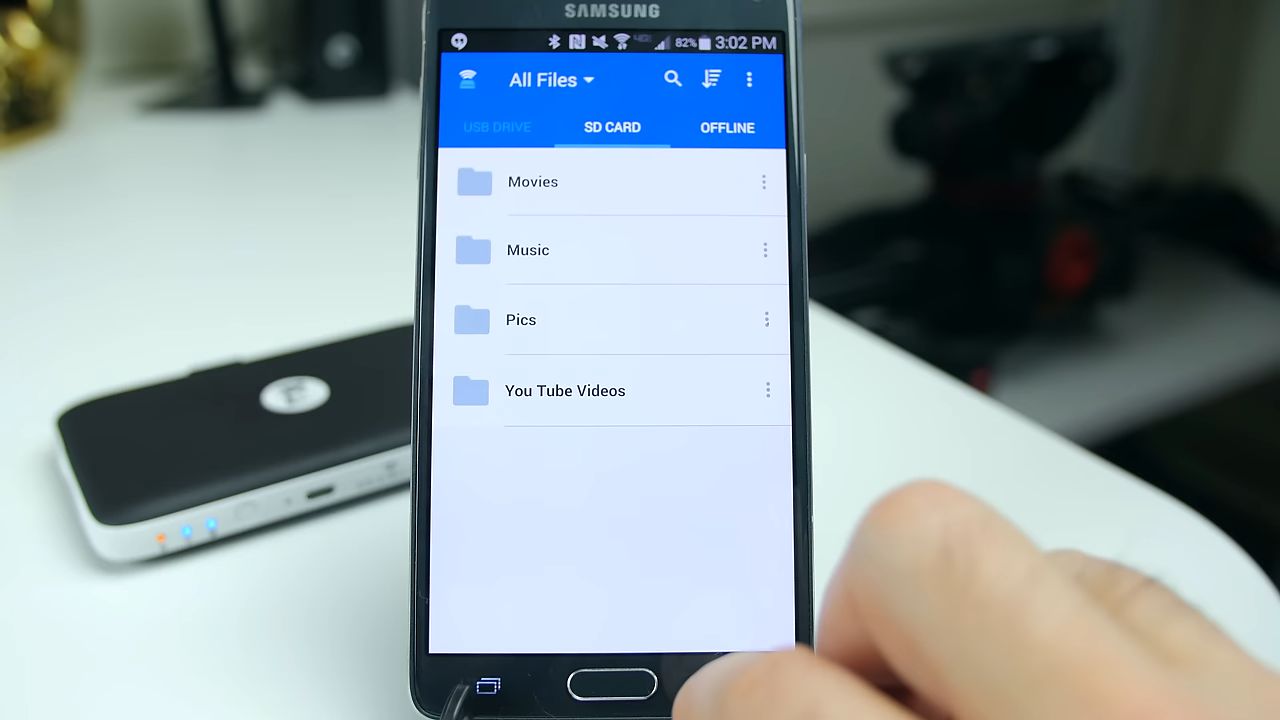 SAMSUNG
82% 3:02 PM
All Files
USB DRIVE SD CARD OFFLINE
Movies
Music
Pics
You Tube Videos